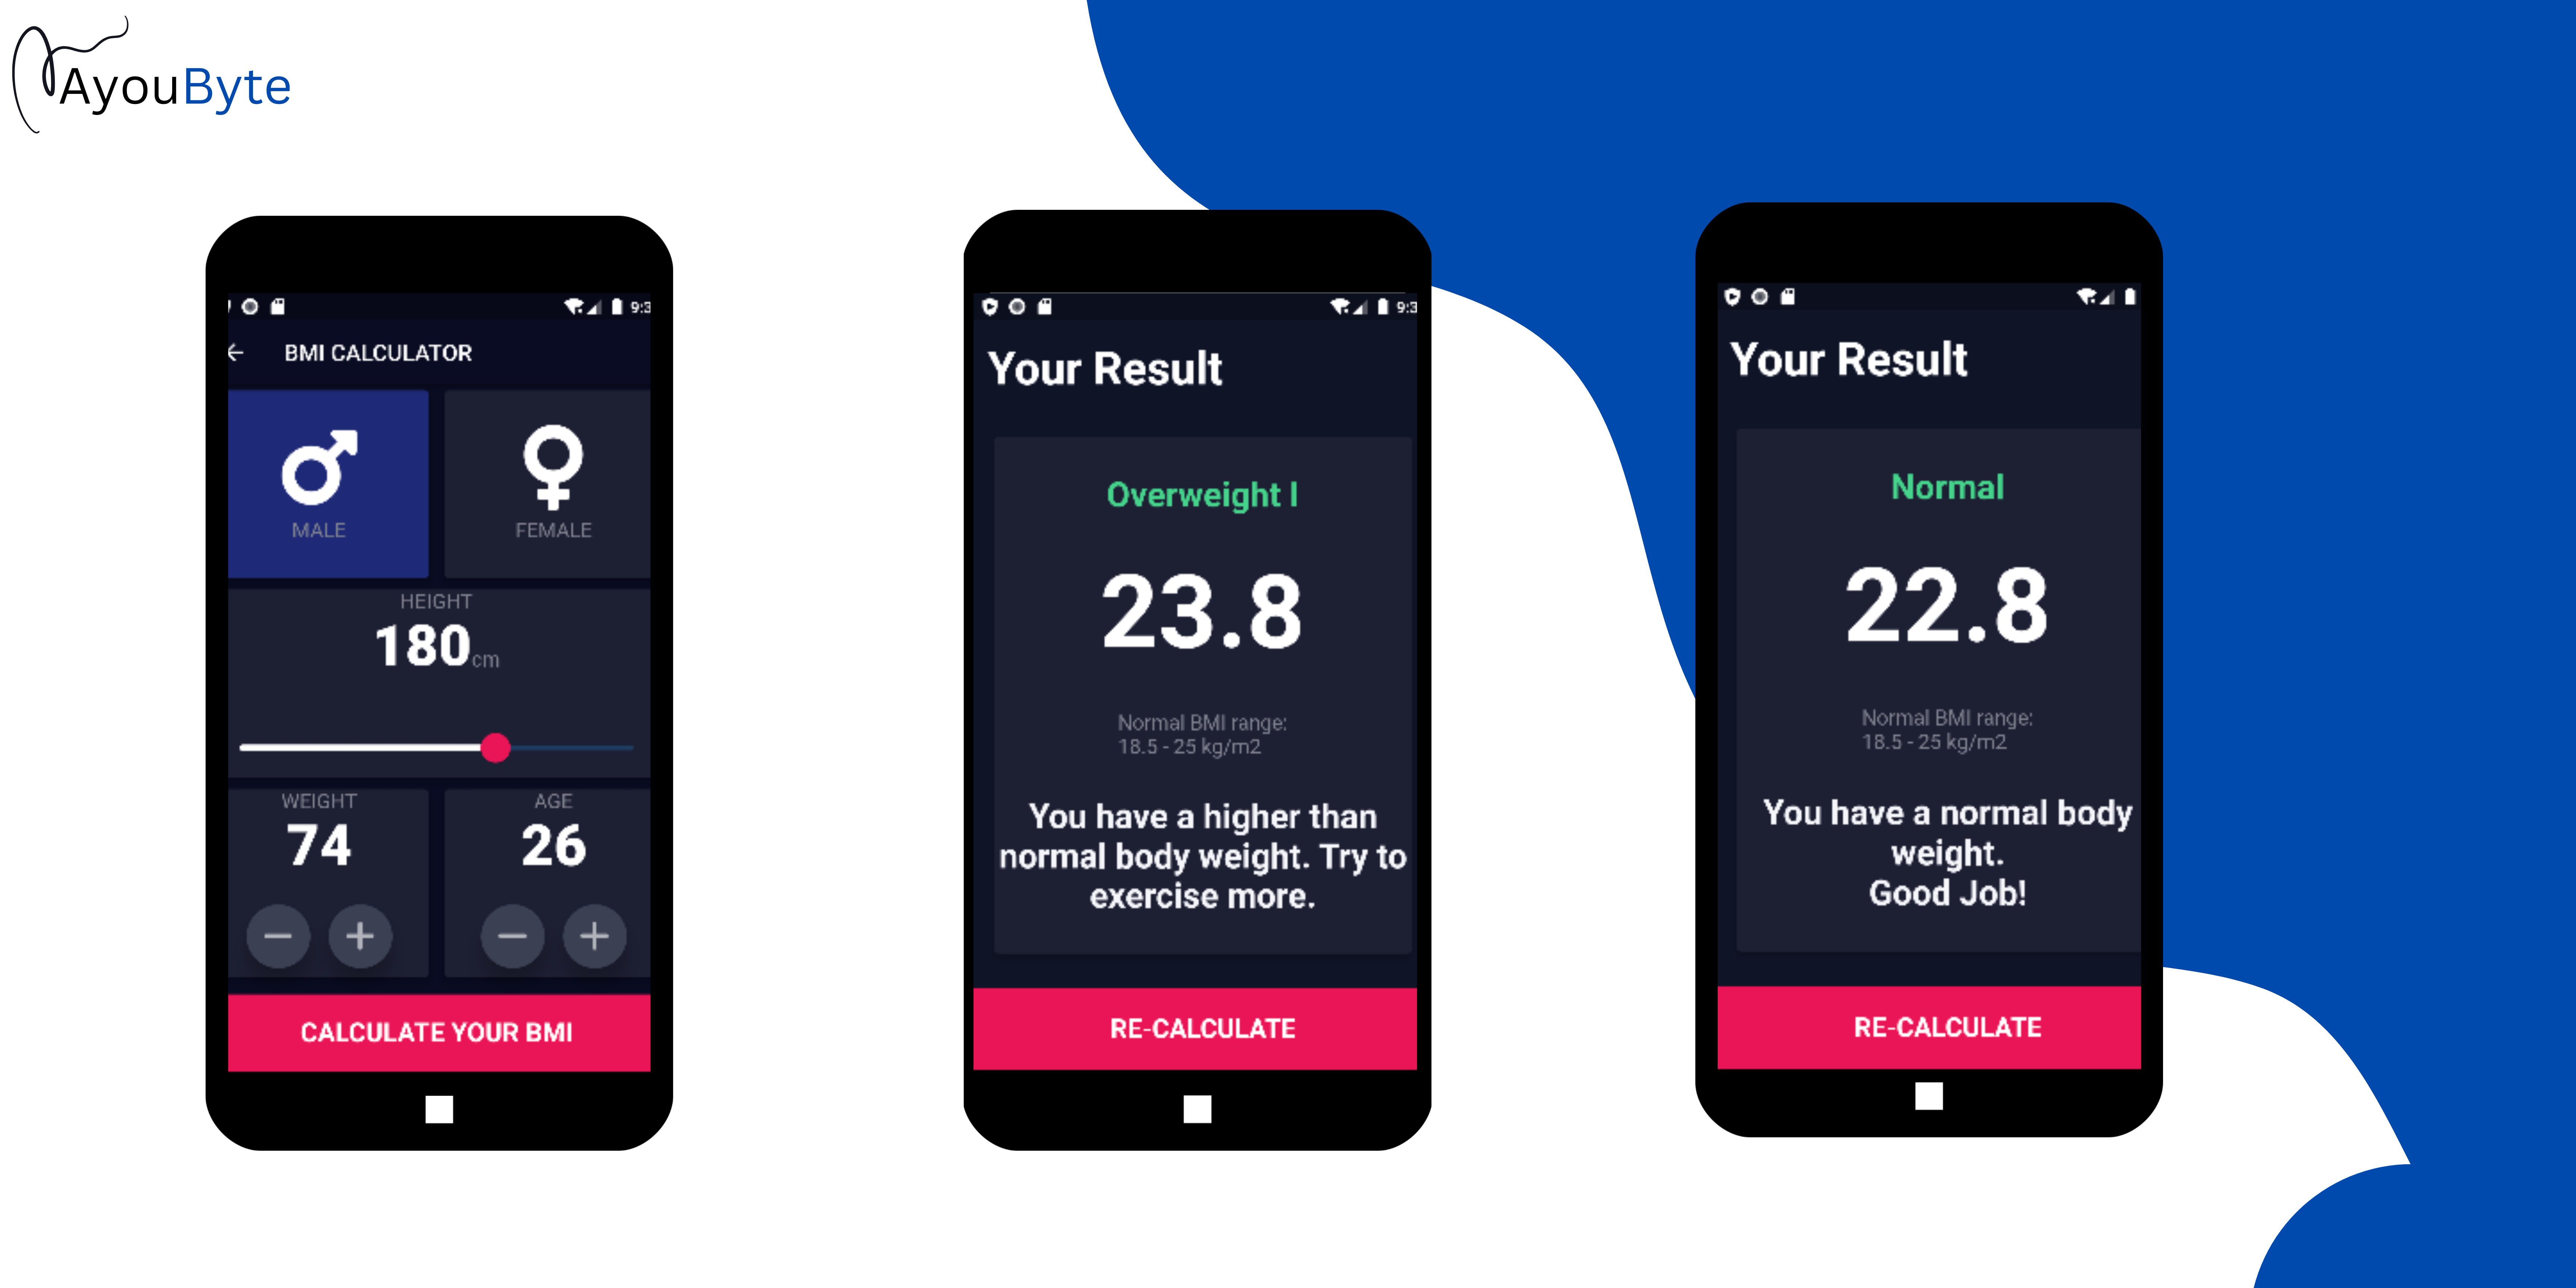 AyouByte
9:3
BMI CALCULATOR
MALE
FEMALE
HEIGHT
180cm
WEIGHT
74
AGE
26
CALCULATE YOUR BMI
9:3
Your Result
Overweight I
23.8
Normal BMI range:
18.5 - 25 kg/m2
You have a higher than
normal body weight. Try to
exercise more.
RE-CALCULATE
Your Result
Normal
22.8
Normal BMI range:
18.5 - 25 kg/m2
You have a normal body
weight.
Good Job!
RE-CALCULATE